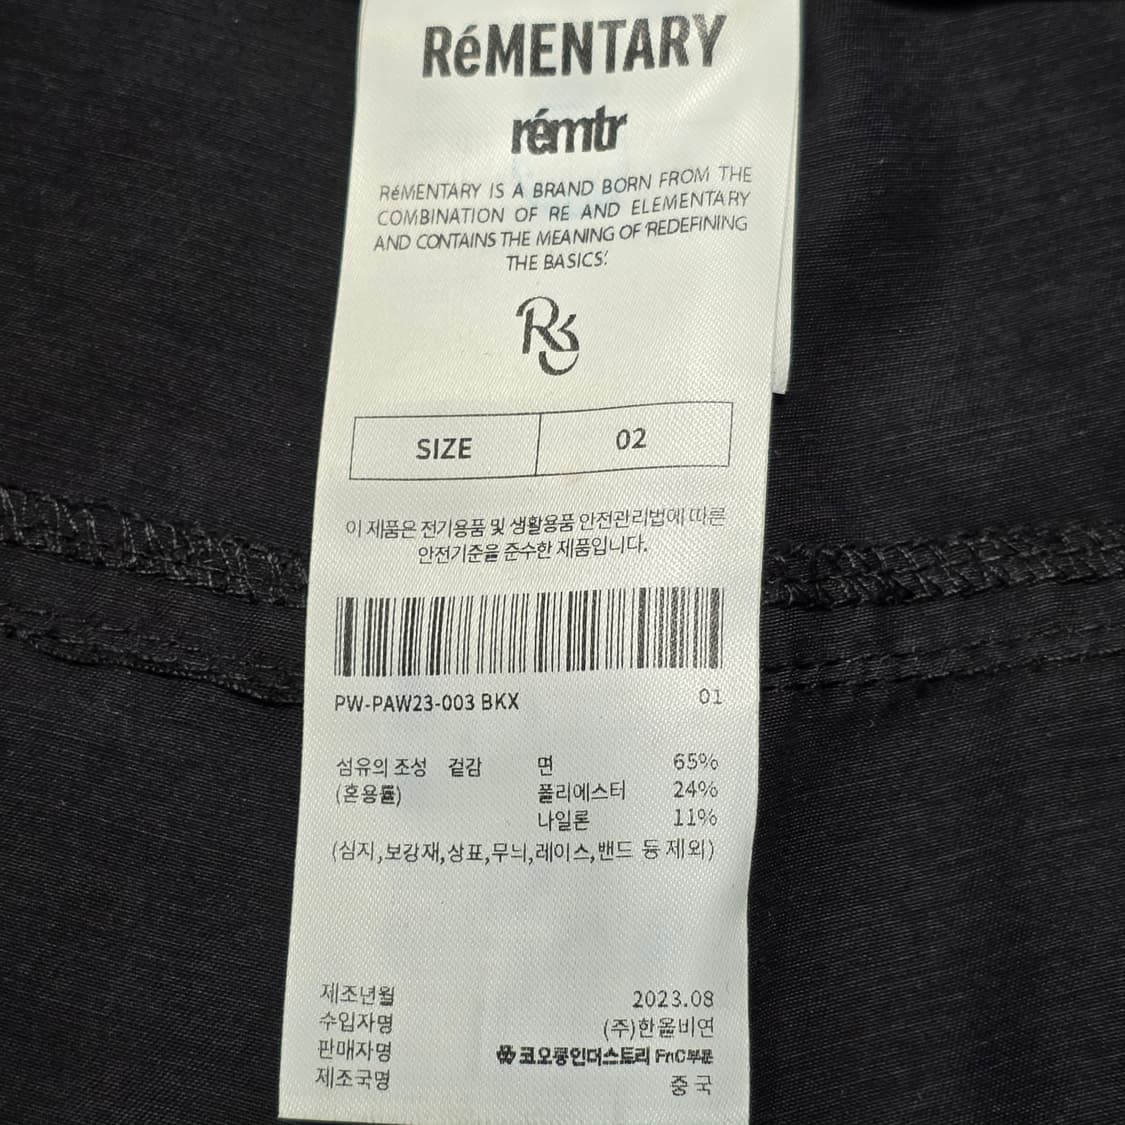 RéMENTARY
rémtr
RéMENTARY IS A BRAND BORN FROM THE
COMBINATION OF RE AND ELEMENTARY
AND CONTAINS THE MEANING OF 'REDEFINING
THE BASICS'.
SIZE 02
이 제품은 전기용품 및 생활용품 안전관리법에 따른
안전기준을 준수한 제품입니다.
PW-PAW23-003 BKX 01
섬유의 조성 겉감 면 65%
(혼용률) 폴리에스터 24%
나일론 11%
(심지,보강재,상표,무늬,레이스,밴드 등 제외)
제조년월 2023.08
수입자명 (주)한올비연
판매자명 코오롱인더스트리 FnC부문
제조국명 중국